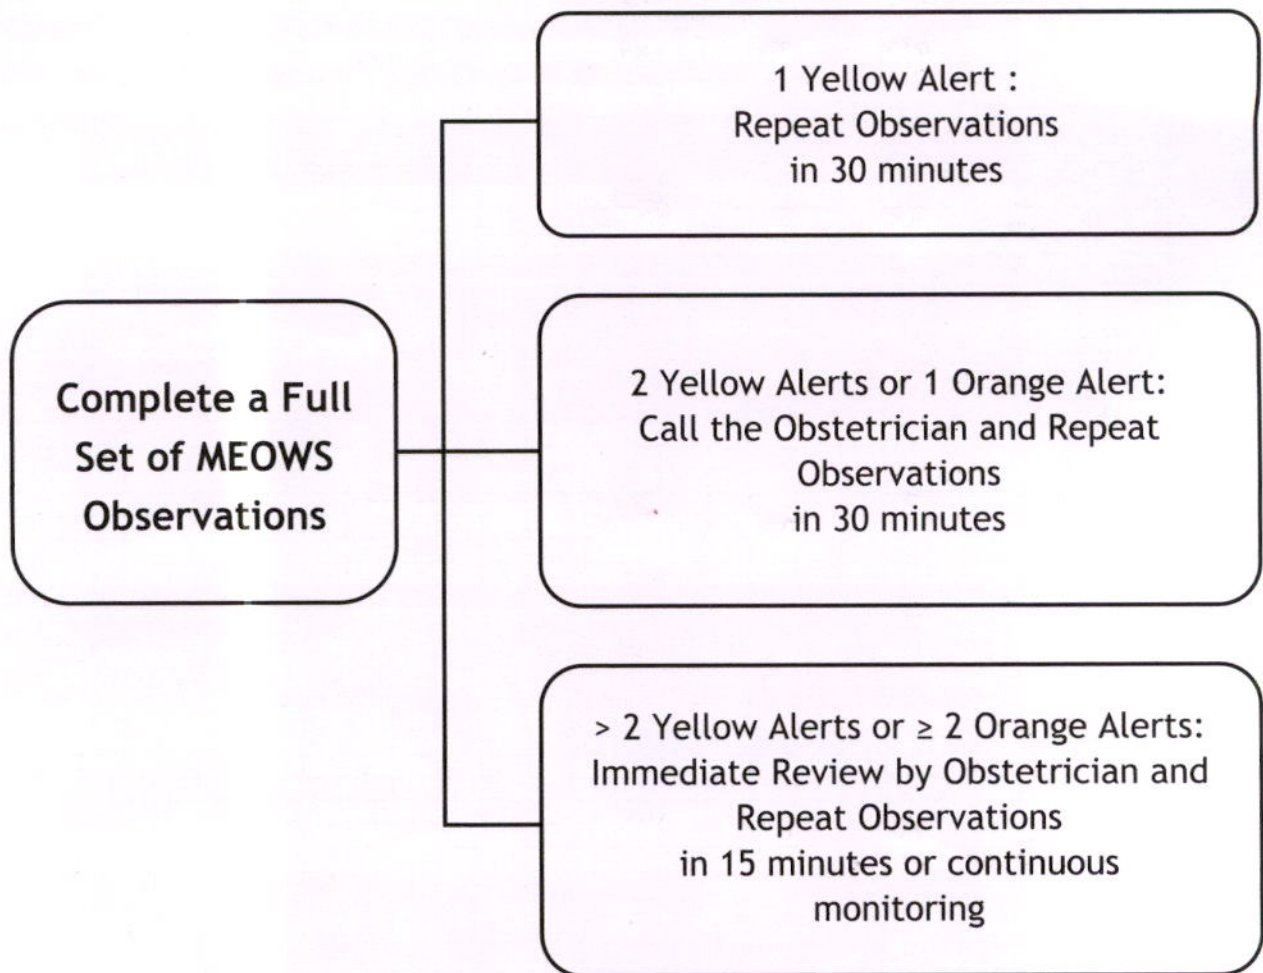 1 Yellow Alert :
Repeat Observations
in 30 minutes
Complete a Full
Set of MEOWS
Observations
2 Yellow Alerts or 1 Orange Alert:
Call the Obstetrician and Repeat
Observations
in 30 minutes
> 2 Yellow Alerts or ≥ 2 Orange Alerts:
Immediate Review by Obstetrician and
Repeat Observations
in 15 minutes or continuous
monitoring